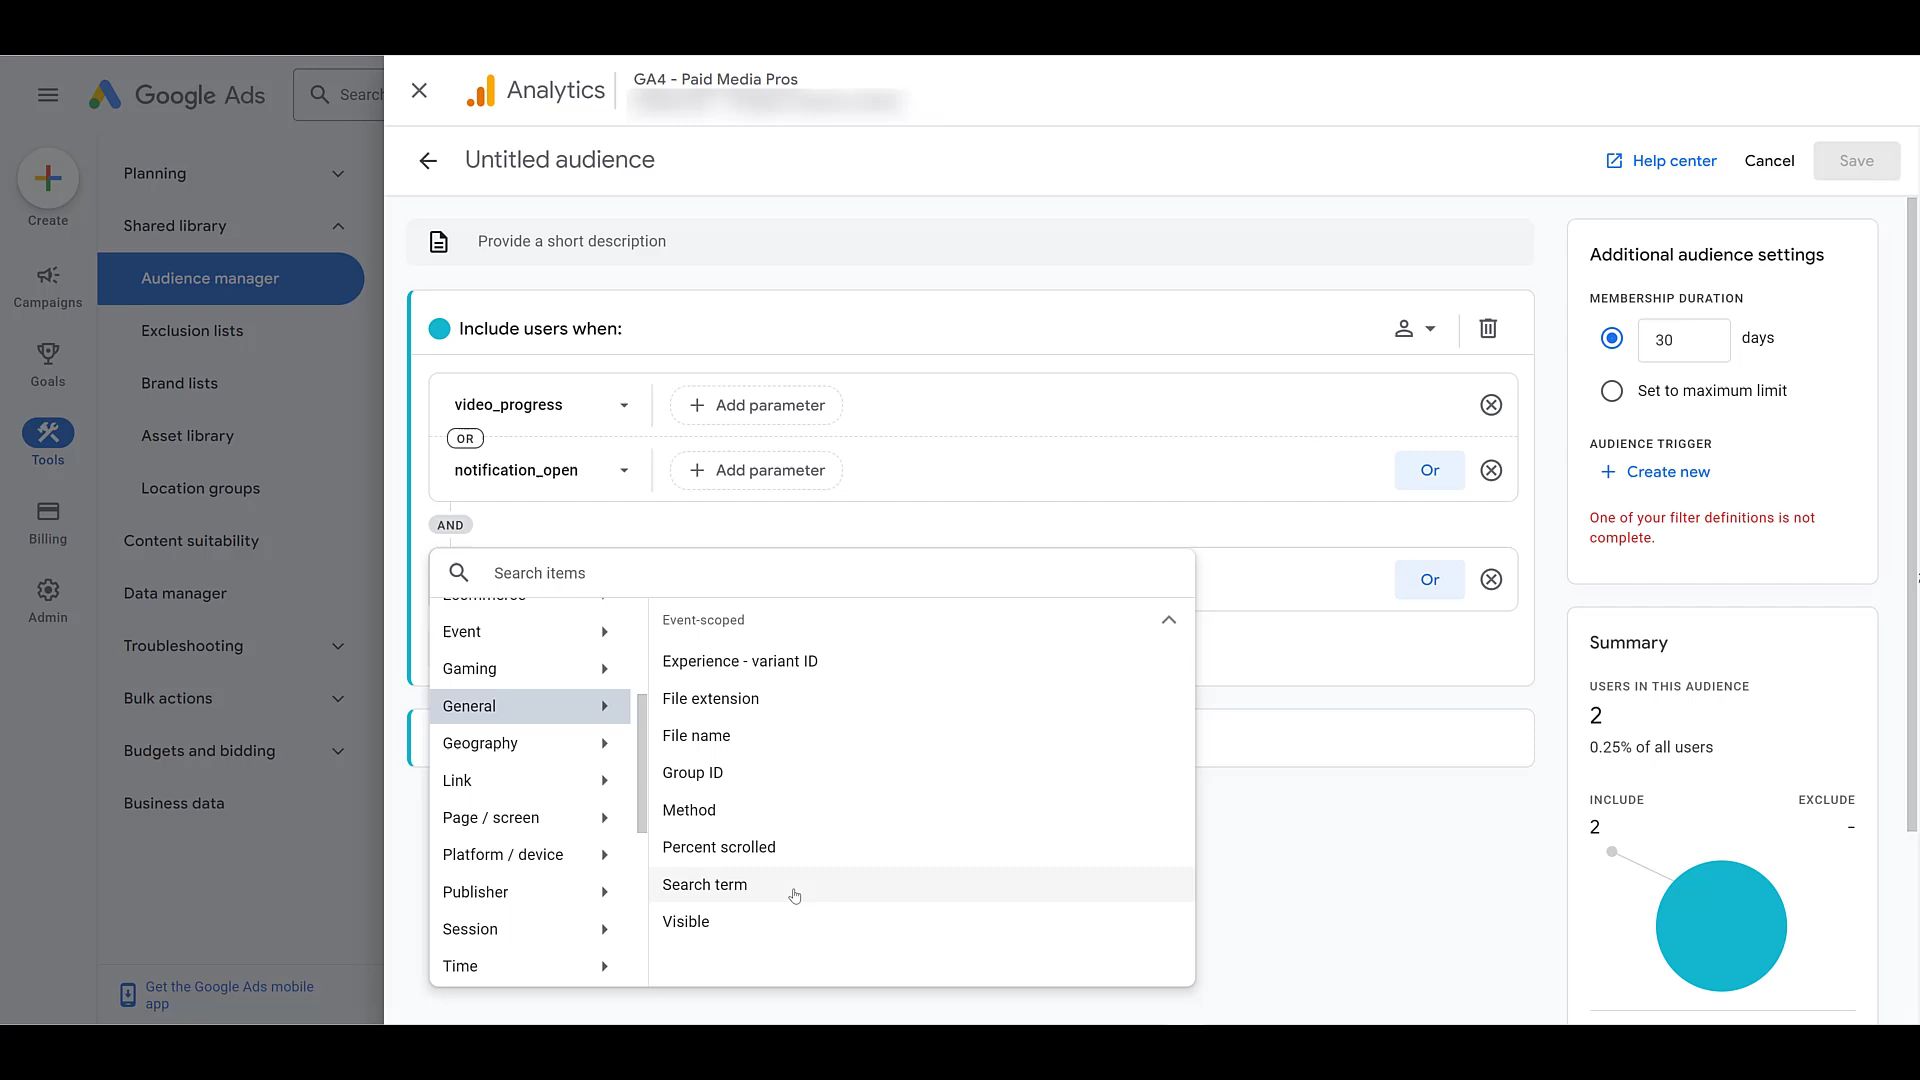 Google Ads
Search
Create
Campaigns
Goals
Tools
Billing
Admin
Planning
Shared library
Audience manager
Exclusion lists
Brand lists
Asset library
Location groups
Content suitability
Data manager
Troubleshooting
Bulk actions
Budgets and bidding
Business data
Get the Google Ads mobile
app
Analytics
GA4 - Paid Media Pros
Untitled audience
Help center
Cancel
Save
Provide a short description
Include users when:
video_progress
Add parameter
OR
notification_open
Add parameter
Or
AND
Or
Search items
Ecommerce
Event
Gaming
General
Geography
Link
Page / screen
Platform / device
Publisher
Session
Time
Event-scoped
Experience - variant ID
File extension
File name
Group ID
Method
Percent scrolled
Search term
Visible
Additional audience settings
MEMBERSHIP DURATION
30
days
Set to maximum limit
AUDIENCE TRIGGER
Create new
One of your filter definitions is not
complete.
Summary
USERS IN THIS AUDIENCE
2
0.25% of all users
INCLUDE
EXCLUDE
2
-